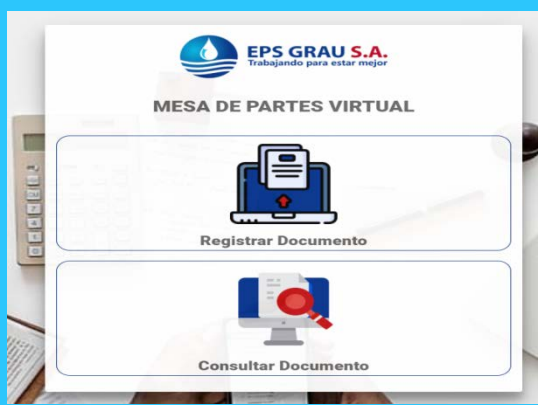 EPS GRAU S.A.
Trabajando para estar mejor
MESA DE PARTES VIRTUAL
Registrar Documento
Consultar Documento